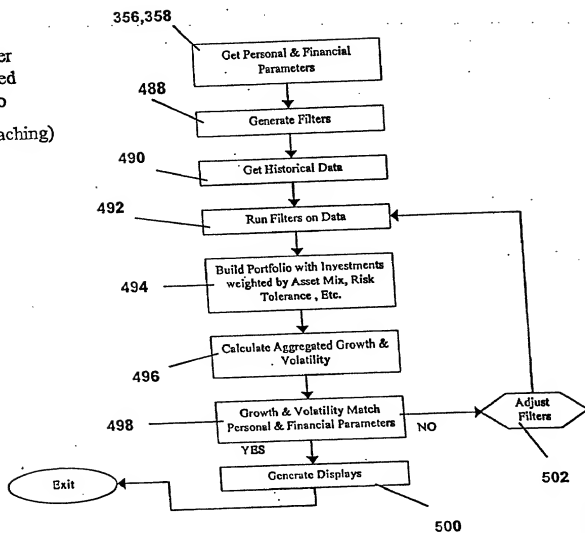 356,358
er
ed
o
aching)
Get Personal & Financial
Parameters
488
Generate Filters
490
Get Historical Data
492
Run Filters on Data
494
Build Portfolio with Investments
weighted by Asset Mix, Risk
Tolerance , Etc.
496
Calculate Aggregated Growth &
Volatility
498
Growth & Volatility Match
Personal & Financial Parameters
NO
Adjust
Filters
502
YES
Generate Displays
Exit
500